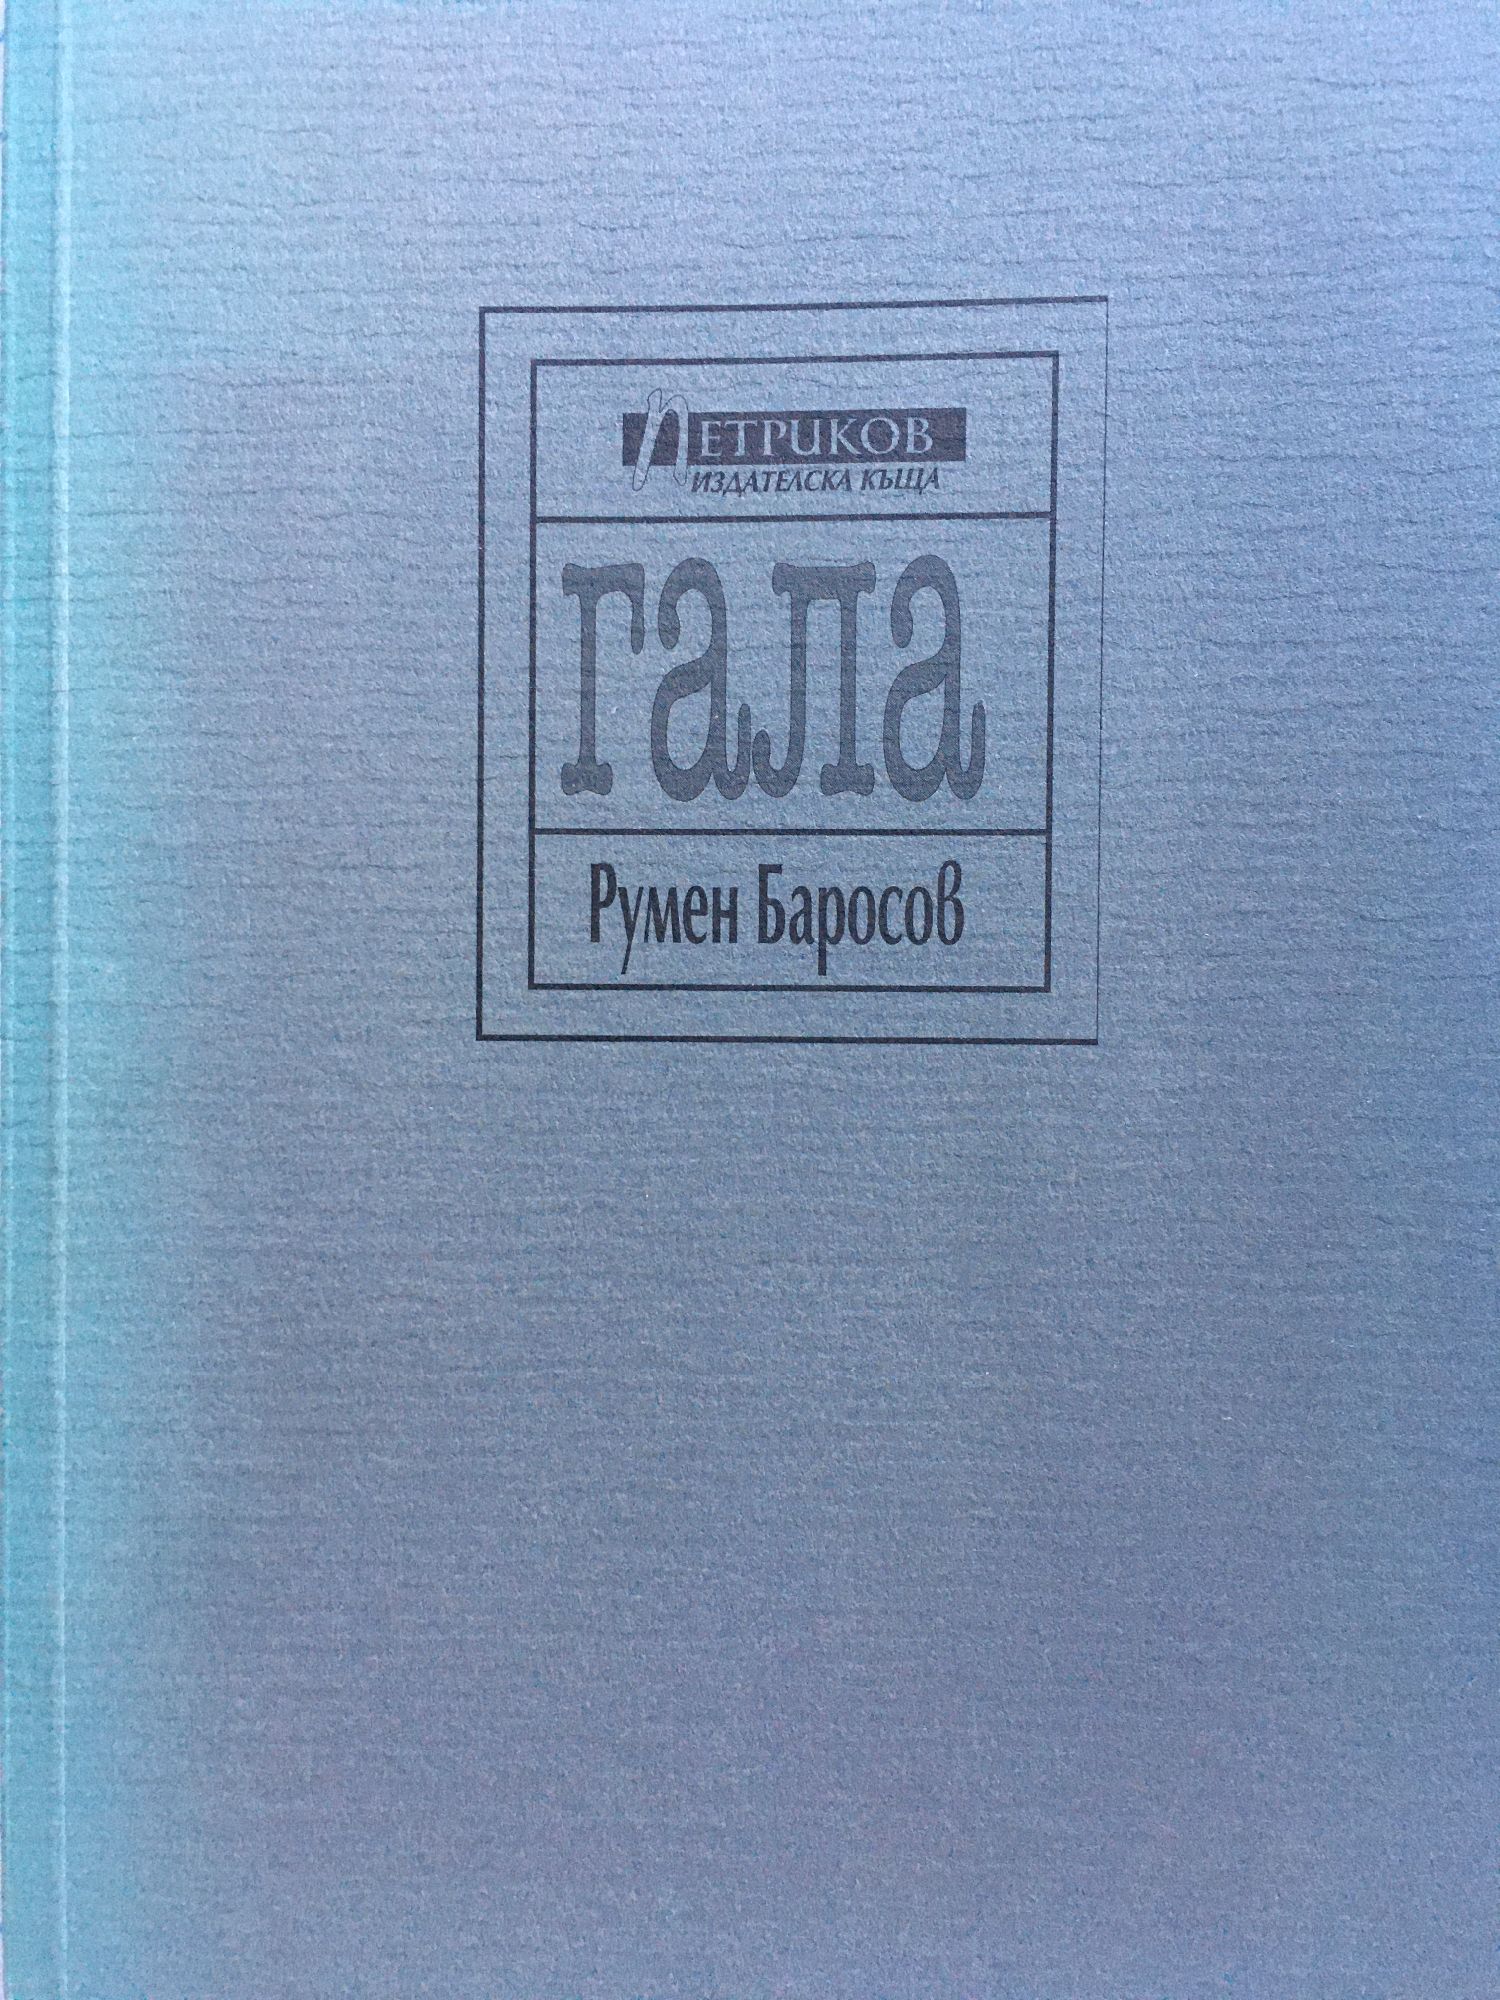 ПЕТРИКОВ
ИЗДАТЕЛСКА КЪЩА
гала
Румен Баросов